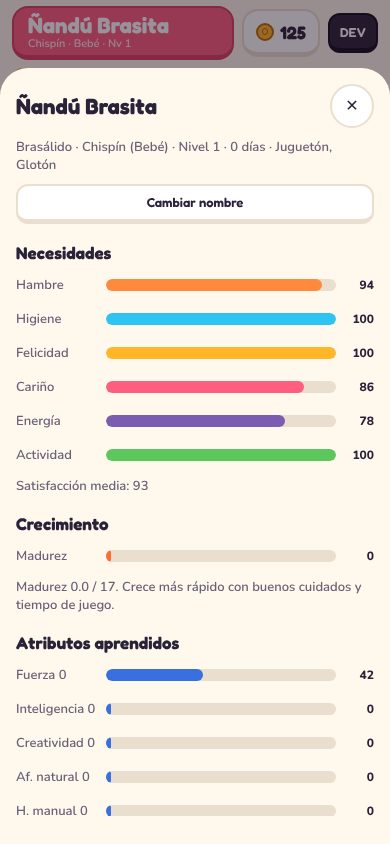 Ñandú Brasita
Chispín · Bebé · Nv 1
125
DEV
Ñandú Brasita
×
Brasálido · Chispín (Bebé) · Nivel 1 · 0 días · Juguetón,
Glotón
Cambiar nombre
Necesidades
Hambre 94
Higiene 100
Felicidad 100
Cariño 86
Energía 78
Actividad 100
Satisfacción media: 93
Crecimiento
Madurez 0
Madurez 0.0 / 17. Crece más rápido con buenos cuidados y
tiempo de juego.
Atributos aprendidos
Fuerza 0 42
Inteligencia 0 0
Creatividad 0 0
Af. natural 0 0
H. manual 0 0